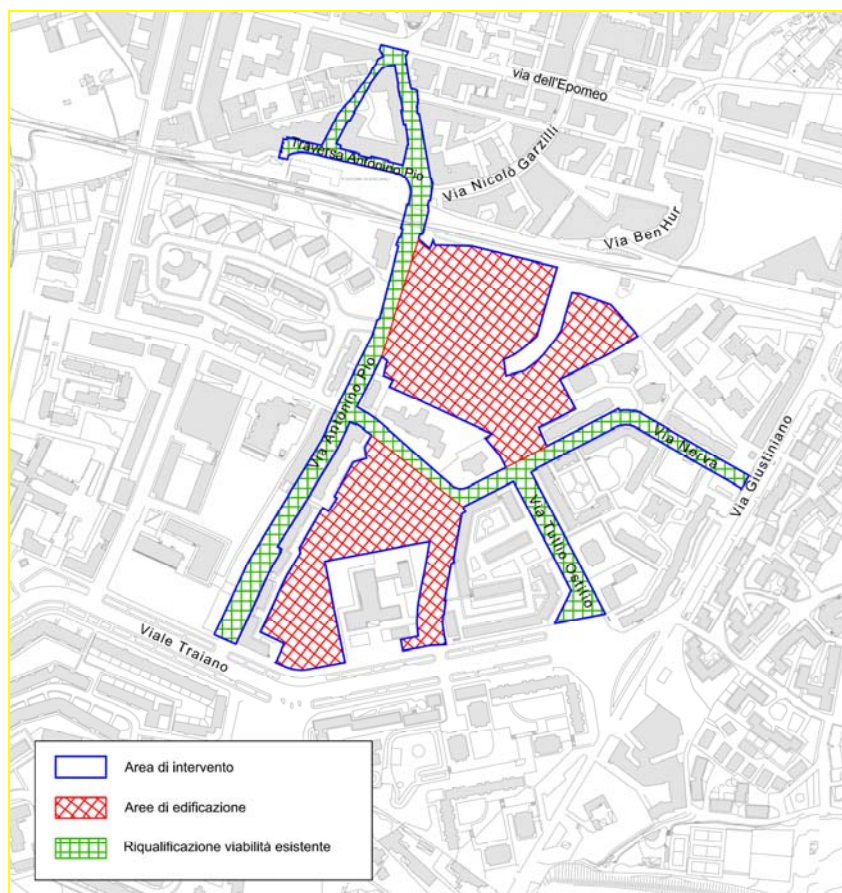 via dell'Epomeo
Traversa Antonino Pio
Via Nicolò Garzilli
Via Ben Hur
Via Antonino Pio
Via Nerva
Via Giustiniano
Via Tullio Ostilio
Viale Traiano
Area di intervento
Aree di edificazione
Riqualificazione viabilità esistente